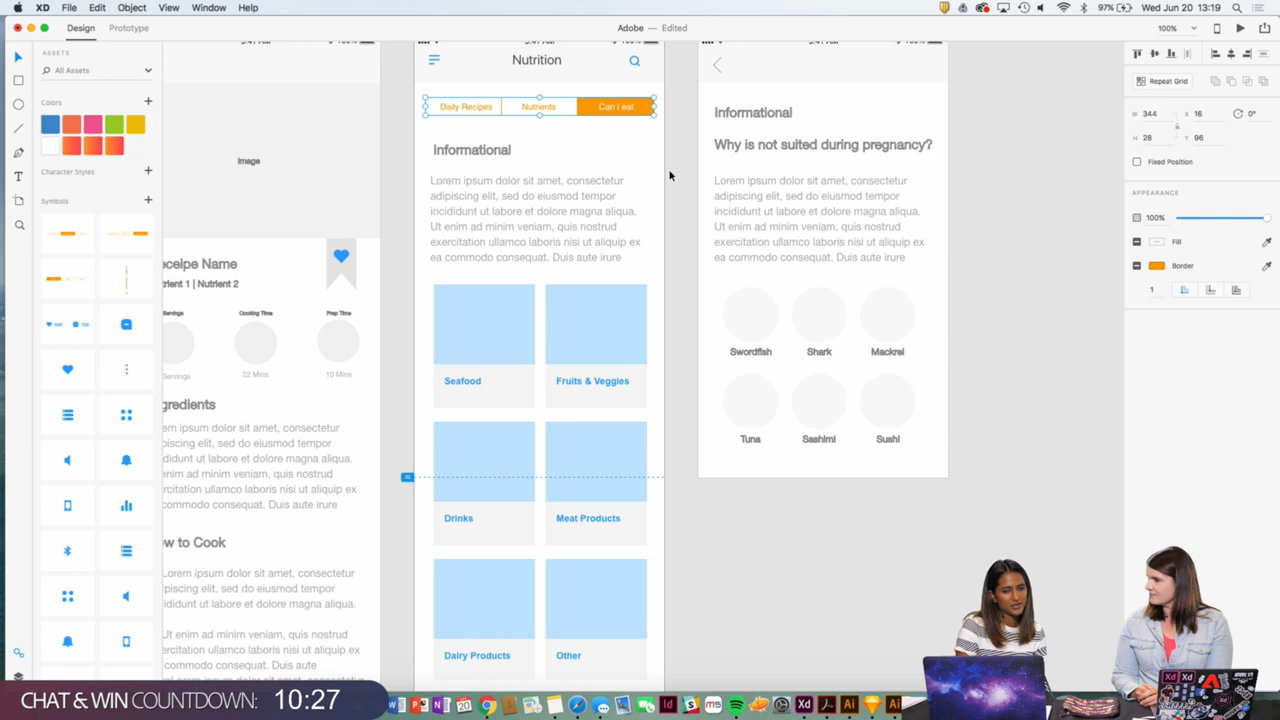 XD File Edit Object View Window Help
97% Wed Jun 20 13:19
Design Prototype
Adobe – Edited
100%
ASSETS
All Assets
Colors
Character Styles
Symbols
Image
ceipe Name
trient 1 | Nutrient 2
Servings Cooking Time Prep Time
Servings 22 Mins 10 Mins
gredients
rem ipsum dolor sit amet, consectetur
ipiscing elit, sed do eiusmod tempor
incididunt ut labore et dolore magna aliqua.
t enim ad minim veniam, quis nostrud
ercitation ullamco laboris nisi ut aliquip ex
commodo consequat. Duis aute irure
w to Cook
Lorem ipsum dolor sit amet, consectetur
ipiscing elit, sed do eiusmod tempor
ididunt ut labore et dolore magna aliqua.
Ut enim ad minim veniam, quis nostrud
ercitation ullamco laboris nisi ut aliquip ex
commodo consequat. Duis aute irure
Nutrition
Daily Recipes Nutrients Can I eat
Informational
Lorem ipsum dolor sit amet, consectetur
adipiscing elit, sed do eiusmod tempor
incididunt ut labore et dolore magna aliqua.
Ut enim ad minim veniam, quis nostrud
exercitation ullamco laboris nisi ut aliquip ex
ea commodo consequat. Duis aute irure
Seafood Fruits & Veggies
Drinks Meat Products
Dairy Products Other
Informational
Why is not suited during pregnancy?
Lorem ipsum dolor sit amet, consectetur
adipiscing elit, sed do eiusmod tempor
incididunt ut labore et dolore magna aliqua.
Ut enim ad minim veniam, quis nostrud
exercitation ullamco laboris nisi ut aliquip ex
ea commodo consequat. Duis aute irure
Swordfish Shark Mackrel
Tuna Sashimi Sushi
Repeat Grid
W 344 X 16 0°
H 28 Y 96
Fixed Position
APPEARANCE
100%
Fill
Border
1
CHAT & WIN COUNTDOWN: 10:27